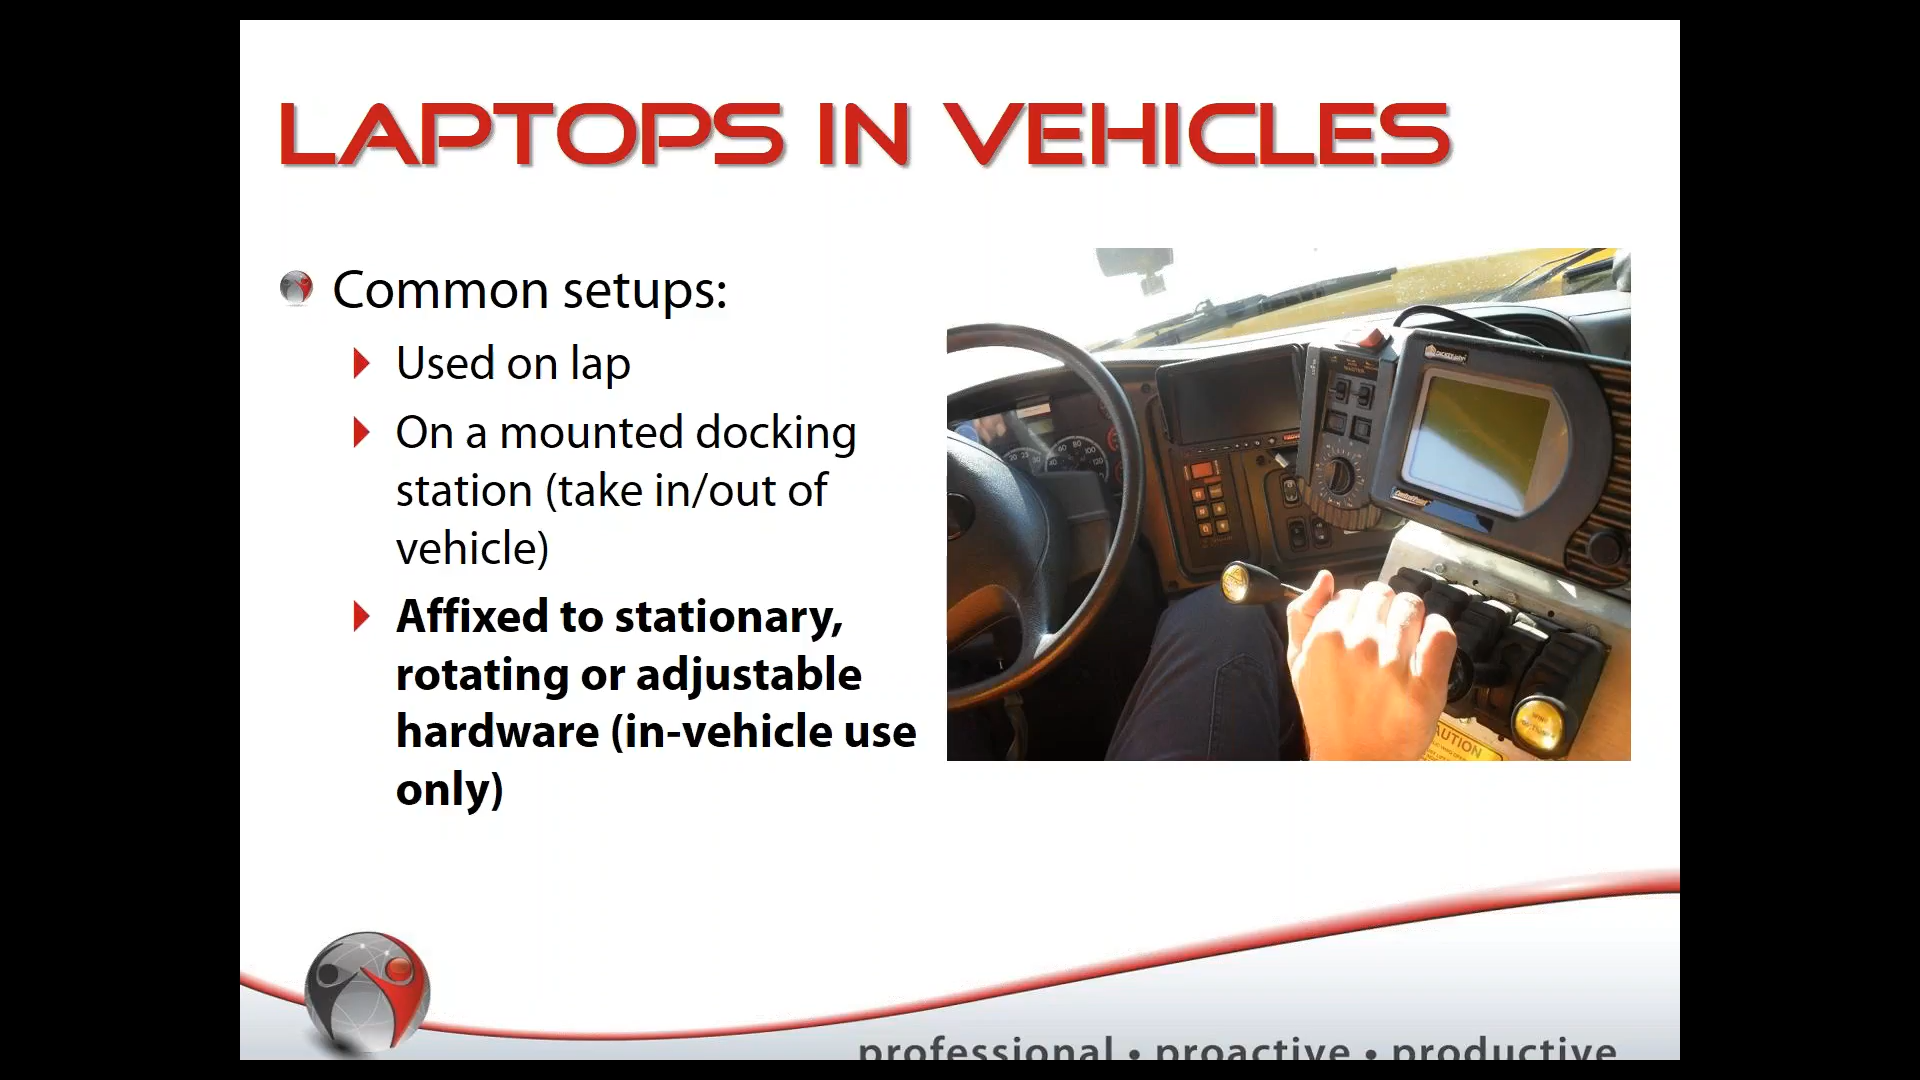 LAPTOPS IN VEHICLES
Common setups:
Used on lap
On a mounted docking
station (take in/out of
vehicle)
Affixed to stationary,
rotating or adjustable
hardware (in-vehicle use
only)
CAUTION
professional • proactive • productive